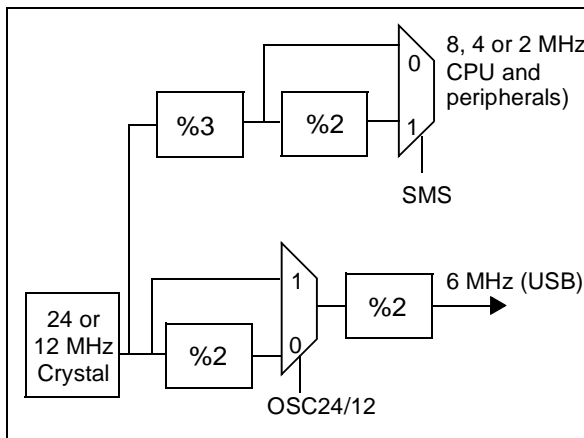 8, 4 or 2 MHz
CPU and
peripherals)
0
%3
%2
1
SMS
1
6 MHz (USB)
24 or
12 MHz
Crystal
%2
%2
0
OSC24/12